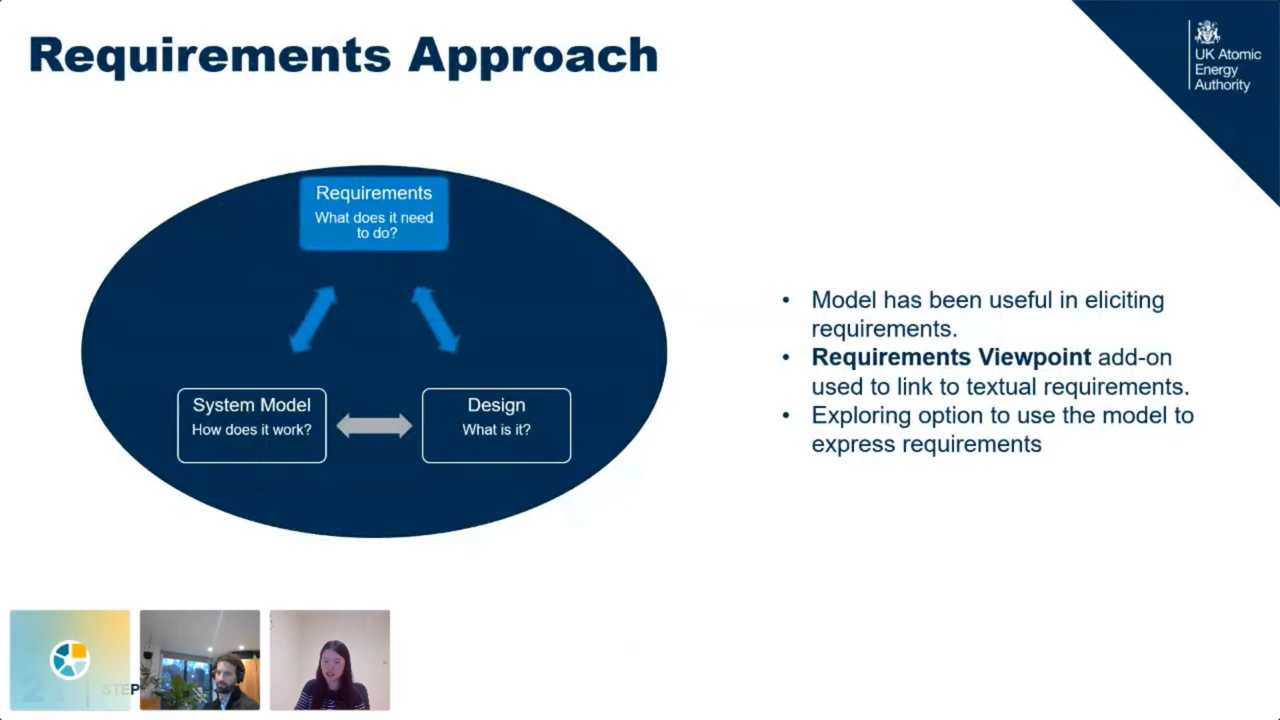 Requirements Approach
UK Atomic
Energy
Authority
Requirements
What does it need
to do?
System Model
How does it work?
Design
What is it?
• Model has been useful in eliciting
requirements.
• Requirements Viewpoint add-on
used to link to textual requirements.
• Exploring option to use the model to
express requirements
STEP